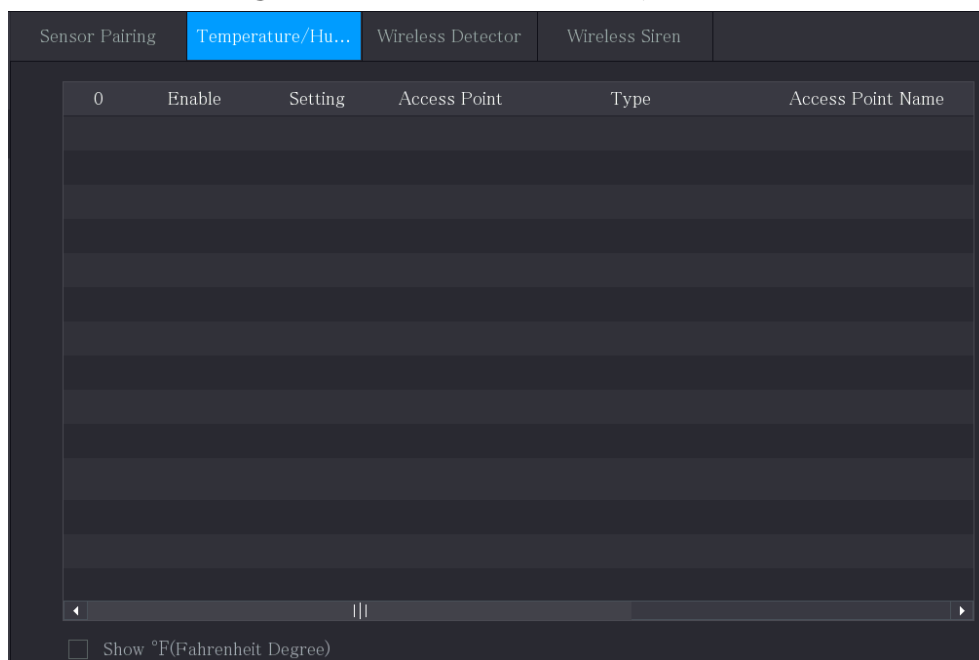 Sensor Pairing Temperature/Hu... Wireless Detector Wireless Siren
0 Enable Setting Access Point Type Access Point Name
Show °F(Fahrenheit Degree)